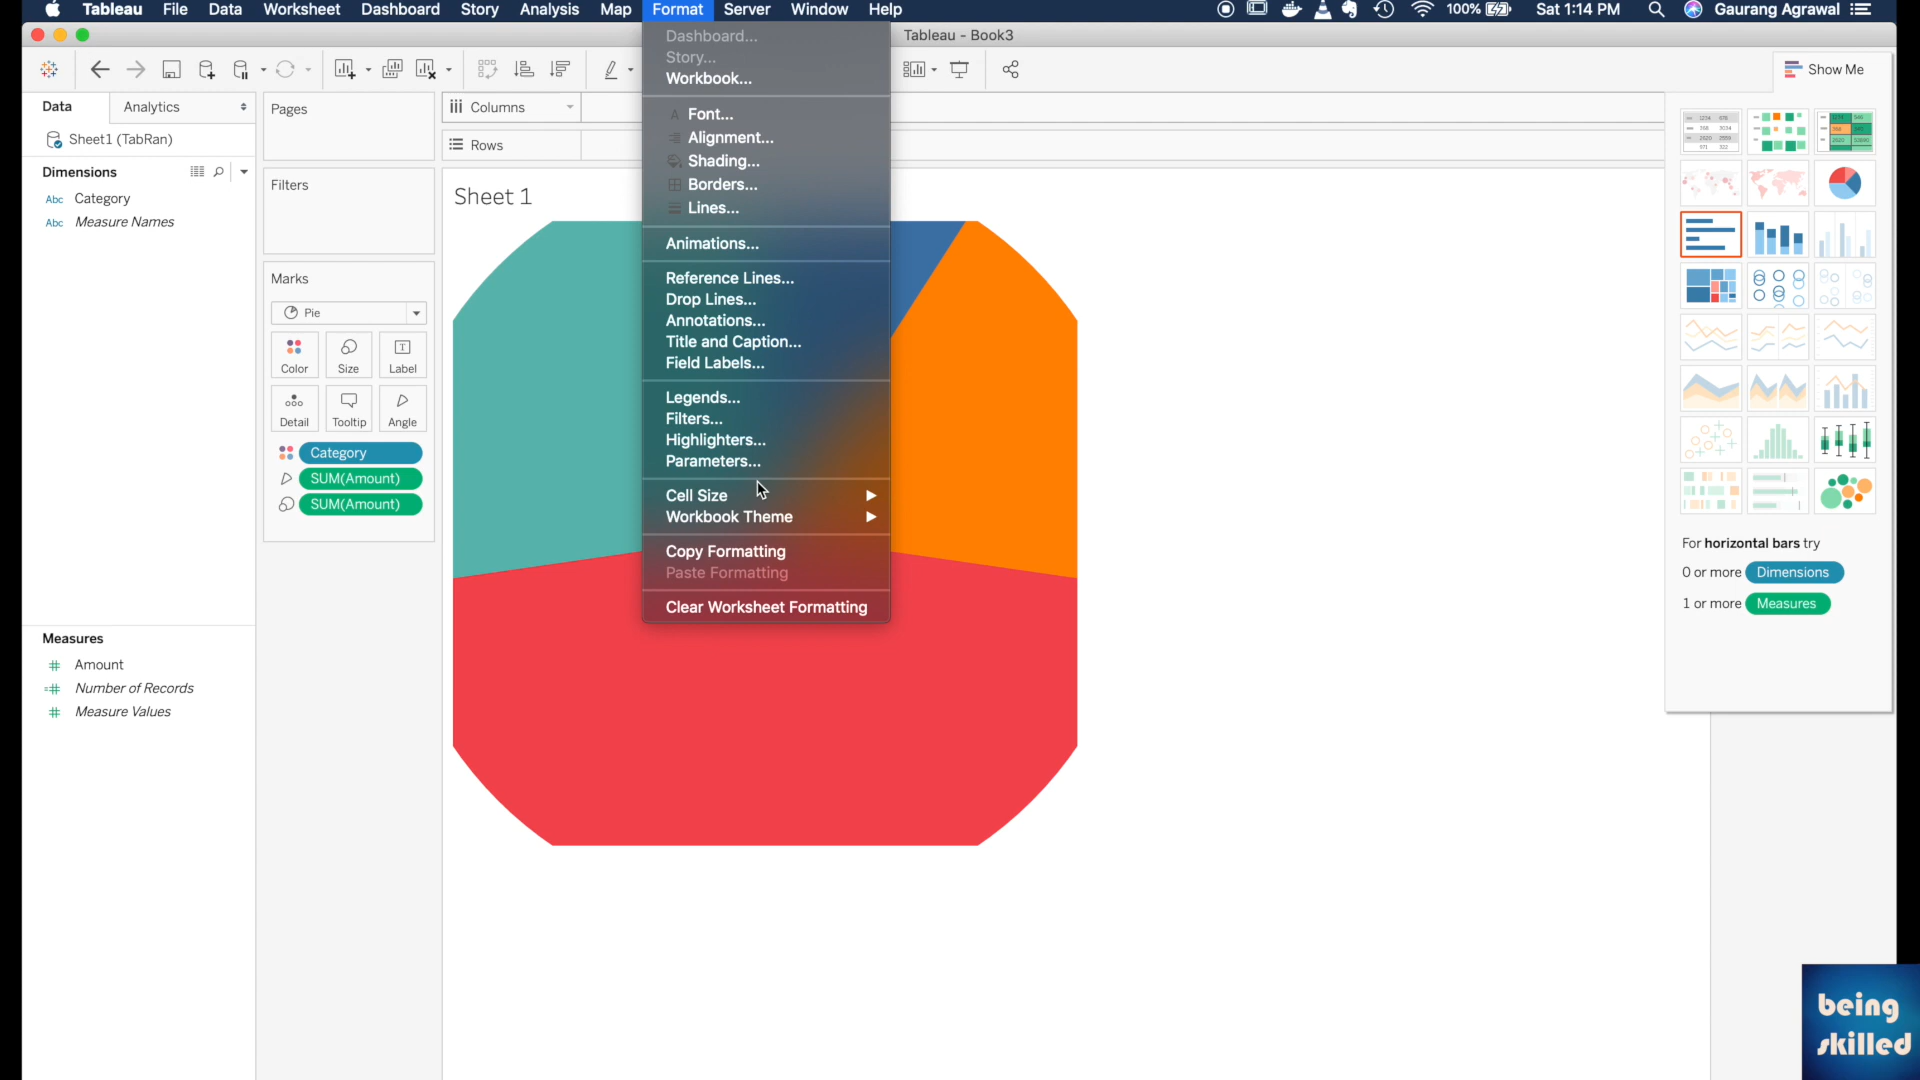 Tableau File Data Worksheet Dashboard Story Analysis Map Format Server Window Help 100% Sat 1:14 PM Gaurang Agrawal
Tableau - Book3
Show Me
Data Analytics
Sheet1 (TabRan)
Dimensions
Abc Category
Abc Measure Names
Measures
Amount
Number of Records
Measure Values
Pages
Filters
Marks
Pie
Color Size Label
Detail Tooltip Angle
Category
SUM(Amount)
SUM(Amount)
Columns
Rows
Sheet 1
Dashboard...
Story...
Workbook...
Font...
Alignment...
Shading...
Borders...
Lines...
Animations...
Reference Lines...
Drop Lines...
Annotations...
Title and Caption...
Field Labels...
Legends...
Filters...
Highlighters...
Parameters...
Cell Size
Workbook Theme
Copy Formatting
Paste Formatting
Clear Worksheet Formatting
For horizontal bars try
0 or more Dimensions
1 or more Measures
being
skilled